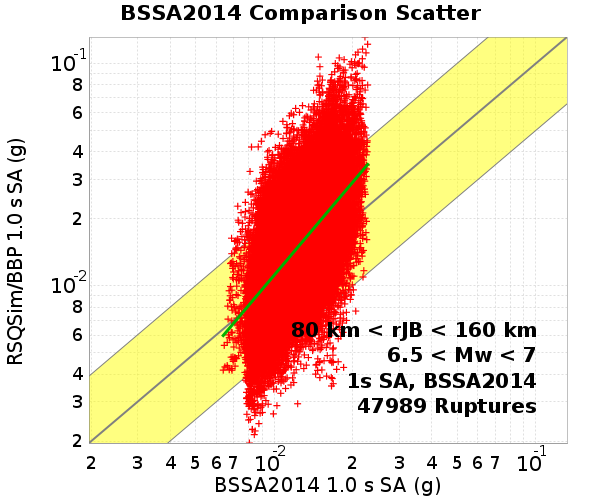 BSSA2014 Comparison Scatter
RSQSim/BBP 1.0 s SA (g)
10-1
8
6
4
3
2
10-2
8
6
4
3
2
80 km < rJB < 160 km
6.5 < Mw < 7
1s SA, BSSA2014
47989 Ruptures
2 3 4 5 6 7 10-2 2 3 4 5 6 7 10-1
BSSA2014 1.0 s SA (g)